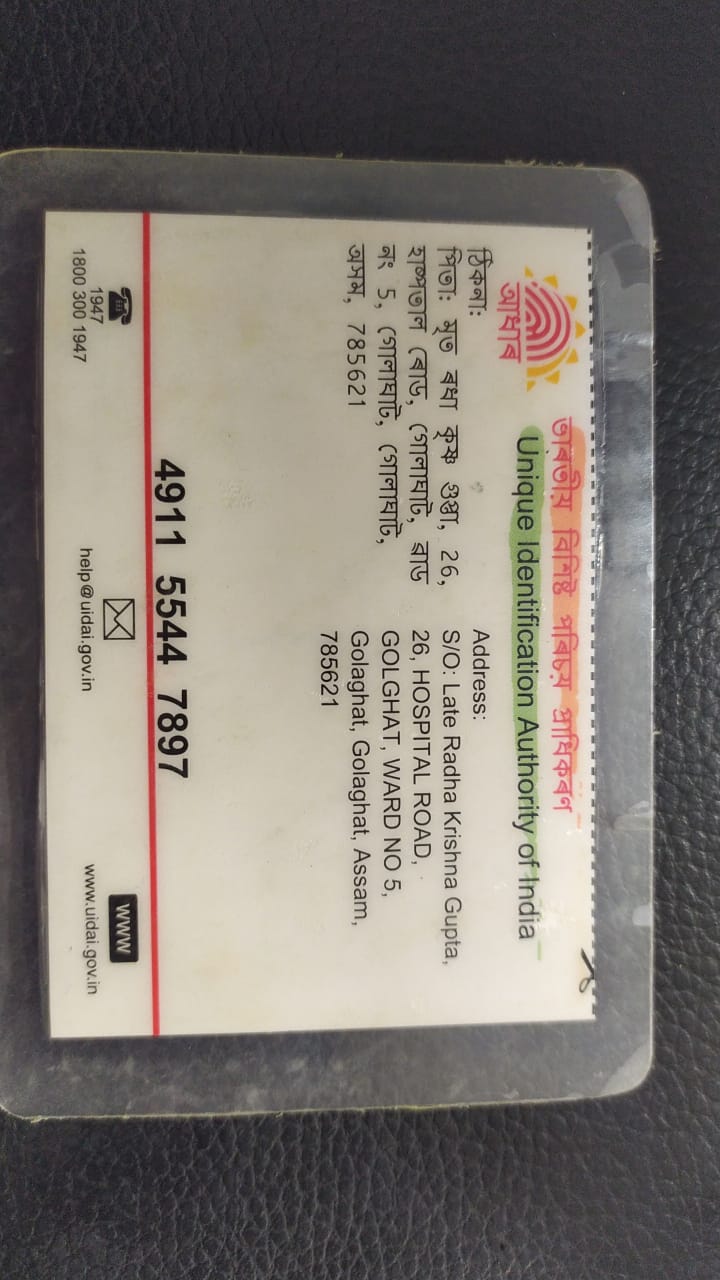 ভাৰতীয় বিশিষ্ট পৰিচয় প্ৰাধিকৰণ
Unique Identification Authority of India
আধাৰ
ঠিকনা:
পিতা: মৃত ৰধা কৃষ্ণ গুপ্তা, 26,
হাস্পতাল ৰোড, গোলাঘাট, ৱাৰ্ড
নং 5, গোলাঘাট, গোলাঘাট,
অসম, 785621
Address:
S/O: Late Radha Krishna Gupta,
26, HOSPITAL ROAD,
GOLGHAT, WARD NO 5,
Golaghat, Golaghat, Assam,
785621
4911 5544 7897
1947
1800 300 1947
help@uidai.gov.in
www
www.uidai.gov.in